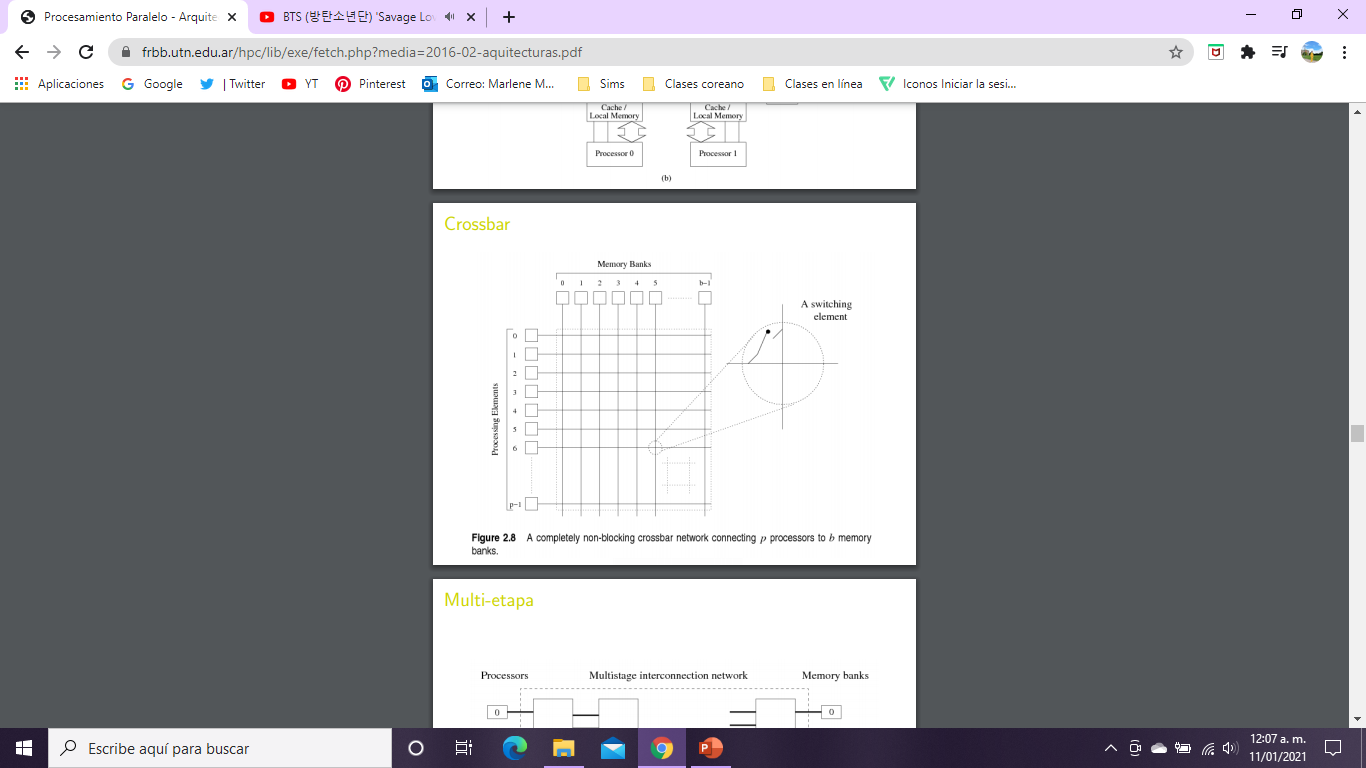 Procesamiento Paralelo - Arquite
BTS (방탄소년단) 'Savage Lo
frbb.utn.edu.ar/hpc/lib/exe/fetch.php?media=2016-02-aquitecturas.pdf
Aplicaciones
Google
| Twitter
YT
Pinterest
Correo: Marlene M...
Sims
Clases coreano
Clases en línea
Iconos Iniciar la sesi...
Cache / Cache /
Local Memory Local Memory
Processor 0 Processor 1
(b)
Crossbar
Memory Banks
0 1 2 3 4 5 b−1
A switching
element
Processing Elements
0
1
2
3
4
5
6
p−1
Figure 2.8 A completely non-blocking crossbar network connecting p processors to b memory
banks.
Multi-etapa
Processors Multistage interconnection network Memory banks
0 0
Escribe aquí para buscar
12:07 a. m.
11/01/2021